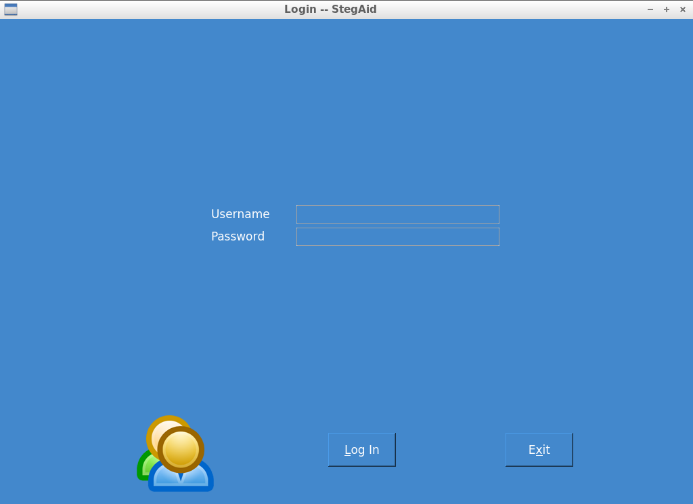 Login -- StegAid
Username
Password
Log In
Exit